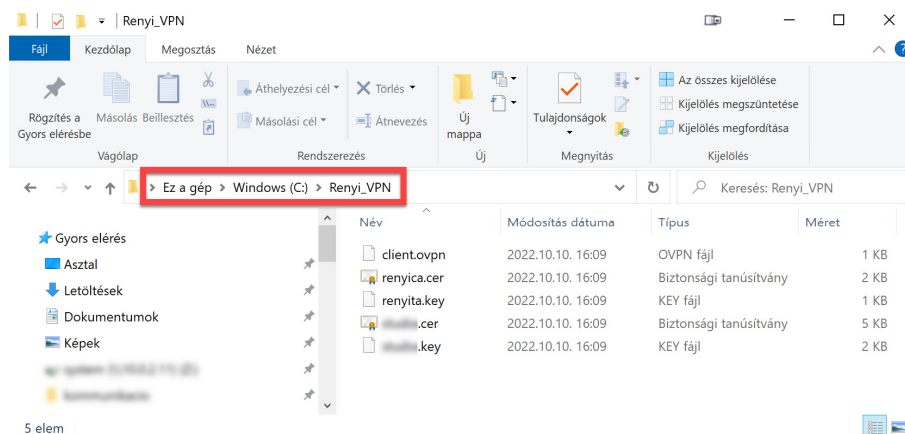 Renyi_VPN
Fájl Kezdőlap Megosztás Nézet
Rögzítés a Gyors elérésbe
Másolás
Beillesztés
Vágólap
Áthelyezési cél
Másolási cél
Törlés
Átnevezés
Rendszerezés
Új mappa
Új
Tulajdonságok
Megnyitás
Az összes kijelölése
Kijelölés megszüntetése
Kijelölés megfordítása
Kijelölés
Ez a gép > Windows (C:) > Renyi_VPN
Keresés: Renyi_VPN
Gyors elérés
Asztal
Letöltések
Dokumentumok
Képek
Név Módosítás dátuma Típus Méret
client.ovpn 2022.10.10. 16:09 OVPN fájl 1 KB
renyica.cer 2022.10.10. 16:09 Biztonsági tanúsítvány 2 KB
renyita.key 2022.10.10. 16:09 KEY fájl 1 KB
.cer 2022.10.10. 16:09 Biztonsági tanúsítvány 5 KB
.key 2022.10.10. 16:09 KEY fájl 2 KB
5 elem